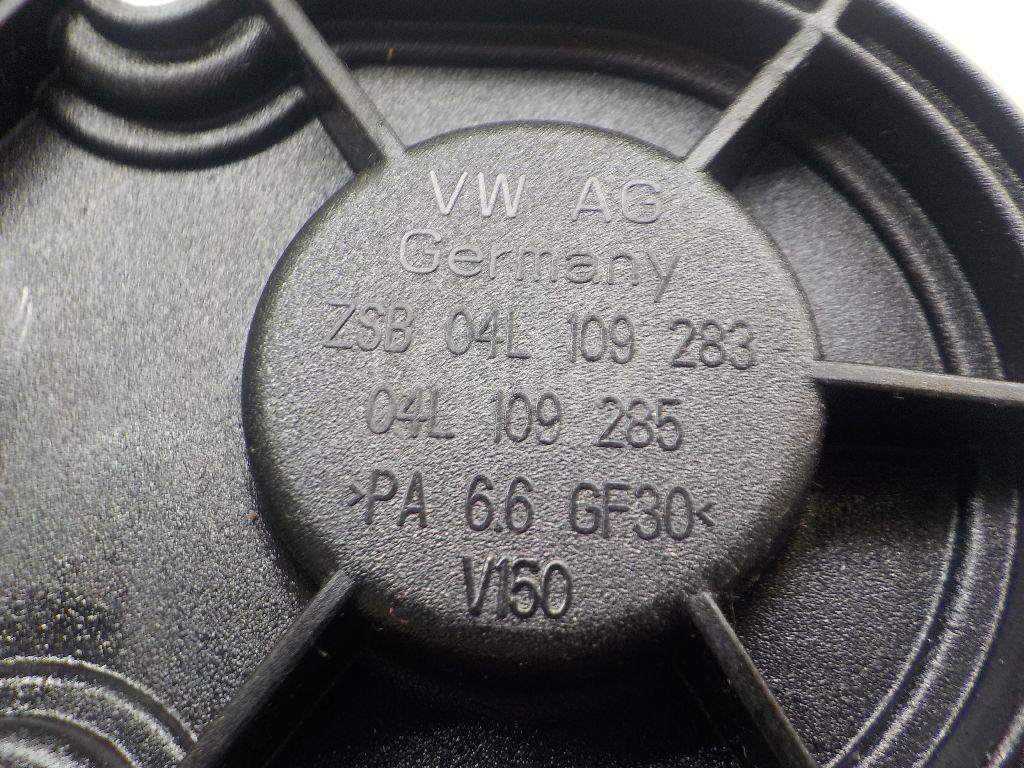 VW AG
Germany
ZSB 04L 109 283
04L 109 285
>PA 6.6 GF30<
V150